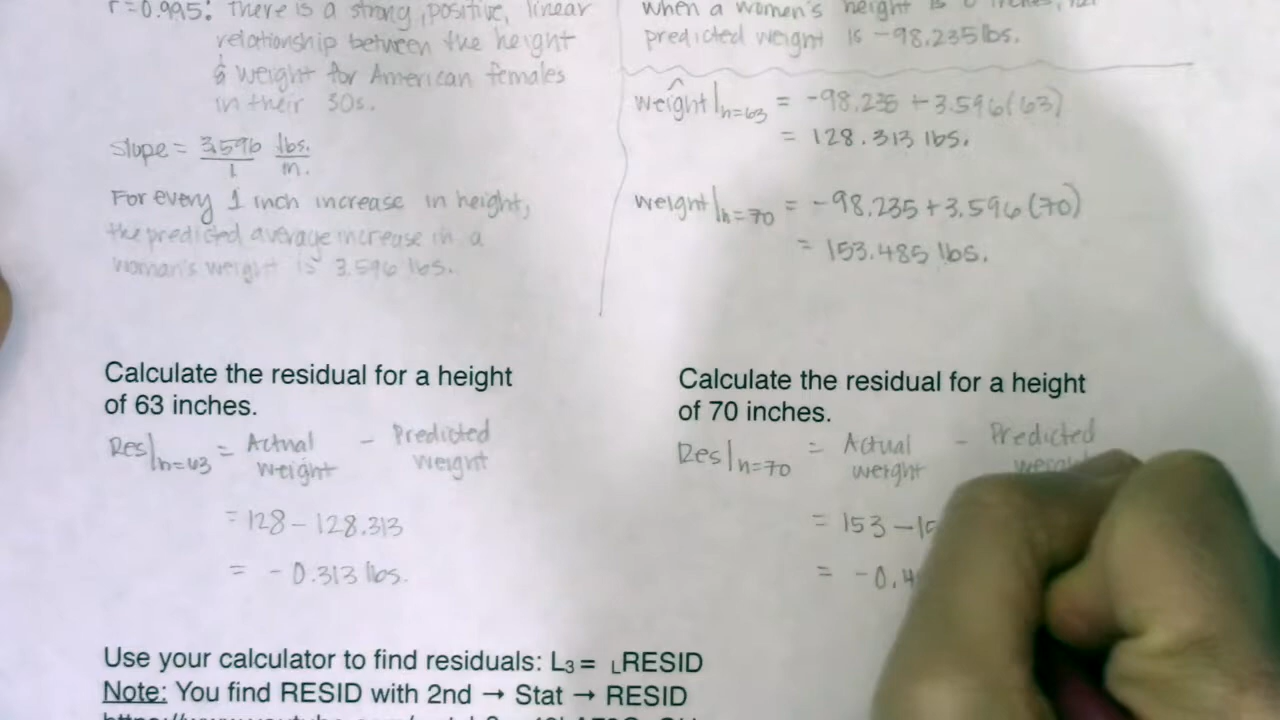 r=0.995: There is a strong, positive, linear
relationship between the height
& weight for American females
in their 30s.
slope = 3.596 lbs.
1 in.
For every 1 inch increase in height,
the predicted average increase in a
woman's weight is 3.596 lbs.
when a women's height is 0 inches, her
predicted weight is -98.235 lbs.
weight|h=63 = -98.235 + 3.596(63)
= 128.313 lbs.
weight|h=70 = -98.235 + 3.596(70)
= 153.485 lbs.
Calculate the residual for a height
of 63 inches.
Res|h=63 = Actual weight - Predicted weight
= 128 - 128.313
= -0.313 lbs.
Calculate the residual for a height
of 70 inches.
Res|h=70 = Actual weight - Predicted weight
= 153 - 15
= -0.4
Use your calculator to find residuals: L3 = LRESID
Note: You find RESID with 2nd → Stat → RESID